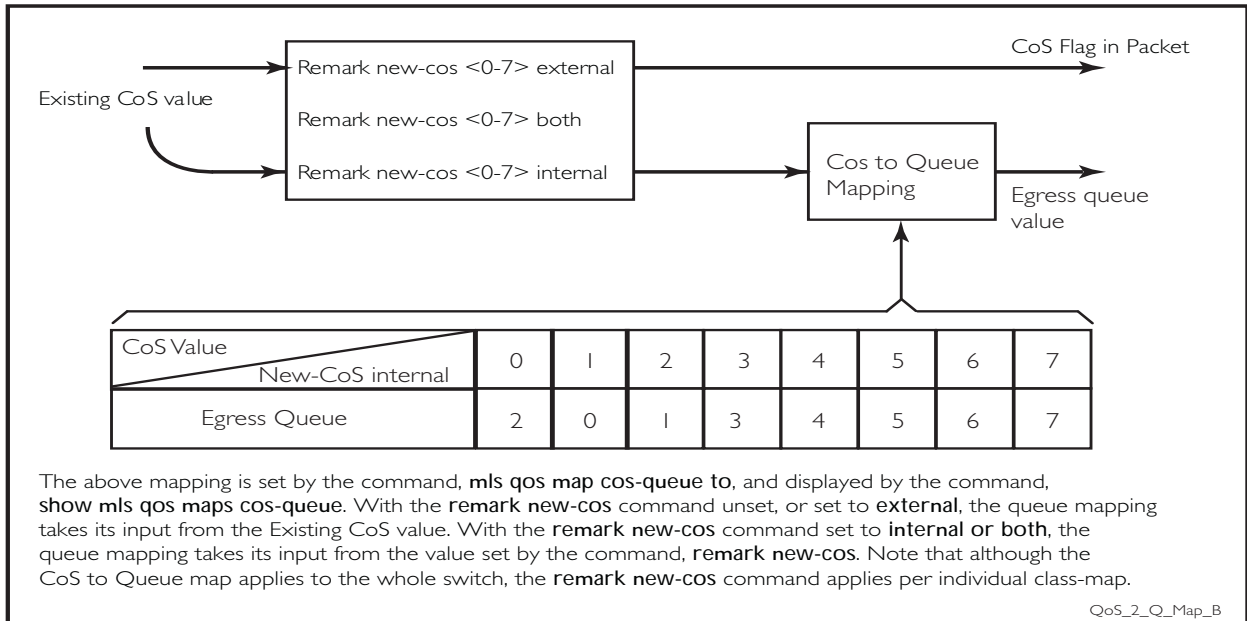 CoS Flag in Packet
Remark new-cos <0-7> external
Existing CoS value
Remark new-cos <0-7> both
Remark new-cos <0-7> internal
Cos to Queue
Mapping
Egress queue
value
CoS Value
New-CoS internal
0 1 2 3 4 5 6 7
Egress Queue
2 0 1 3 4 5 6 7
The above mapping is set by the command, mls qos map cos-queue to, and displayed by the command,
show mls qos maps cos-queue. With the remark new-cos command unset, or set to external, the queue mapping
takes its input from the Existing CoS value. With the remark new-cos command set to internal or both, the
queue mapping takes its input from the value set by the command, remark new-cos. Note that although the
CoS to Queue map applies to the whole switch, the remark new-cos command applies per individual class-map.
QoS_2_Q_Map_B